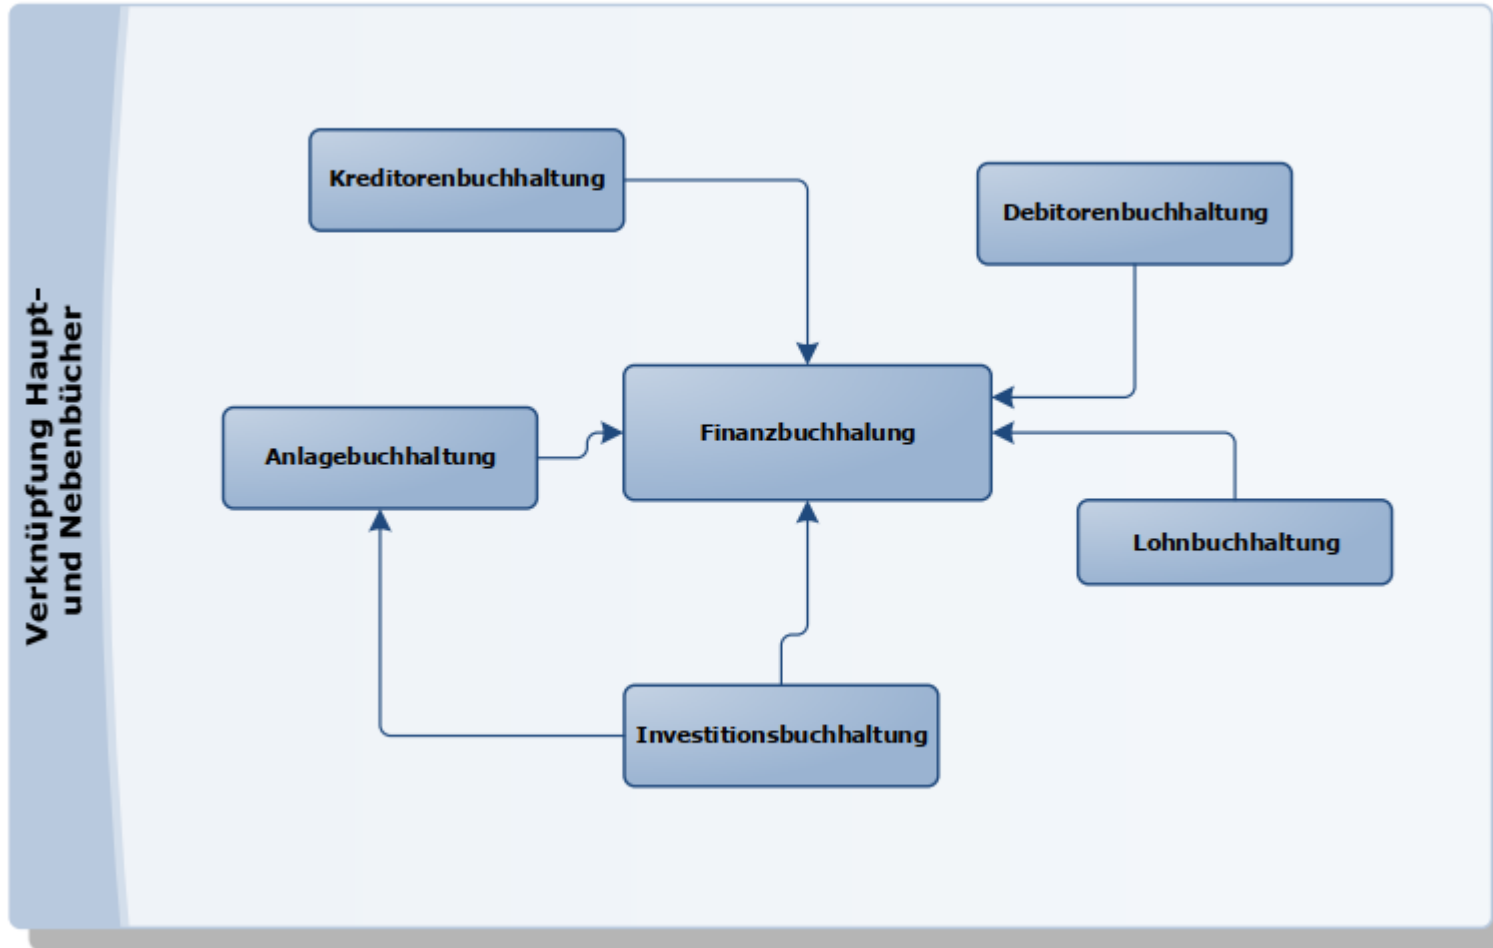 Verknüpfung Haupt-
und Nebenbücher
Kreditorenbuchhaltung
Debitorenbuchhaltung
Finanzbuchhalung
Anlagebuchhaltung
Lohnbuchhaltung
Investitionsbuchhaltung